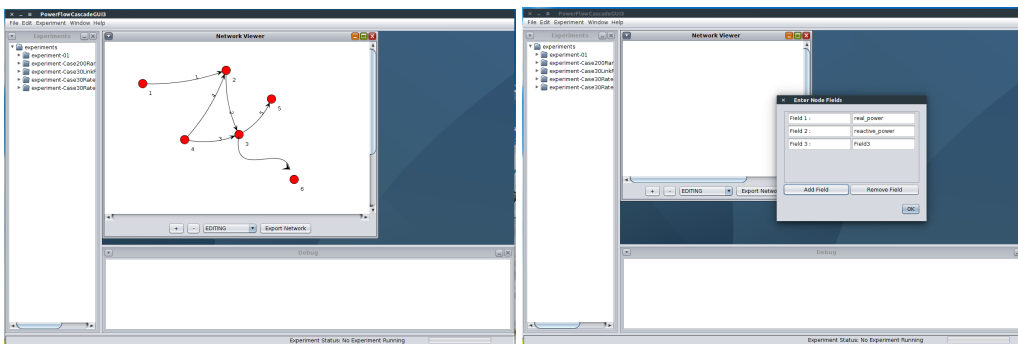 PowerFlowCascadeGUI3
File Edit Experiment Window Help
Experiments
experiments
experiment-01
experiment-Case200Rar
experiment-Case30LinkF
experiment-Case30Rate
experiment-Case30Rate
Network Viewer
1
2
3
4
5
6
1
3
+ - EDITING Export Network
Debug
Experiment Status: No Experiment Running
PowerFlowCascadeGUI3
File Edit Experiment Window Help
Experiments
experiments
experiment-01
experiment-Case200Rar
experiment-Case30LinkF
experiment-Case30Rate
experiment-Case30Rate
Network Viewer
+ - EDITING Export Netwo
Enter Node Fields
Field 1 : real_power
Field 2 : reactive_power
Field 3 : Field3
Add Field Remove Field
OK
Debug
Experiment Status: No Experiment Running